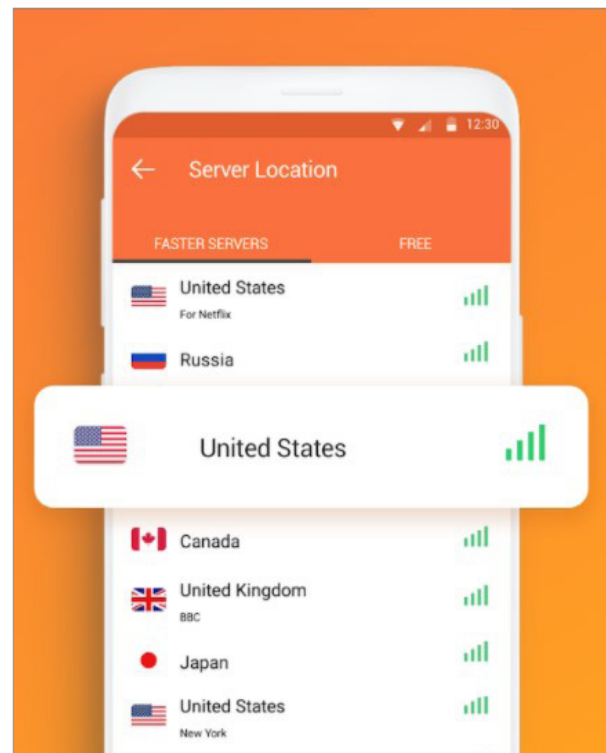 12:30
Server Location
FASTER SERVERS FREE
United States
For Netflix
Russia
United States
Canada
United Kingdom
BBC
Japan
United States
New York